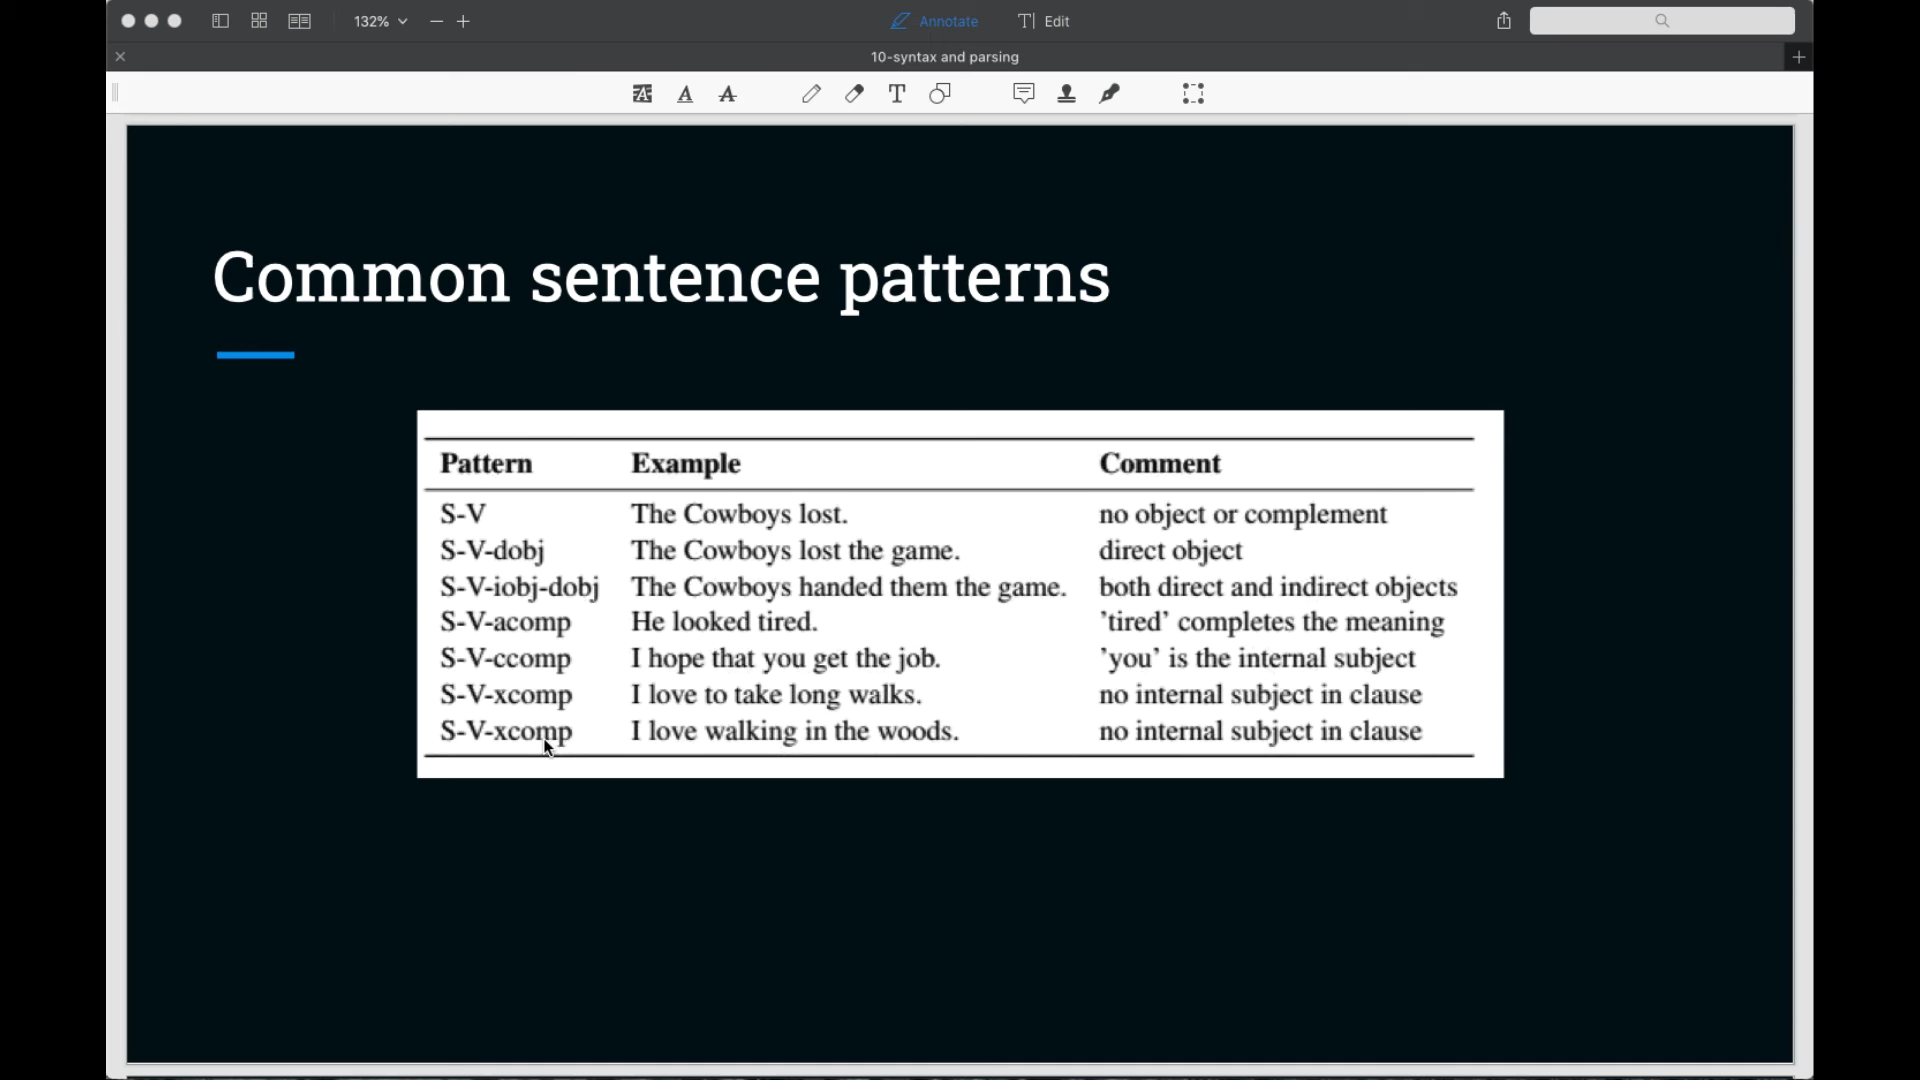 132%
Annotate
Edit
10-syntax and parsing
Common sentence patterns
Pattern Example Comment
S-V The Cowboys lost. no object or complement
S-V-dobj The Cowboys lost the game. direct object
S-V-iobj-dobj The Cowboys handed them the game. both direct and indirect objects
S-V-acomp He looked tired. ’tired’ completes the meaning
S-V-ccomp I hope that you get the job. ’you’ is the internal subject
S-V-xcomp I love to take long walks. no internal subject in clause
S-V-xcomp I love walking in the woods. no internal subject in clause